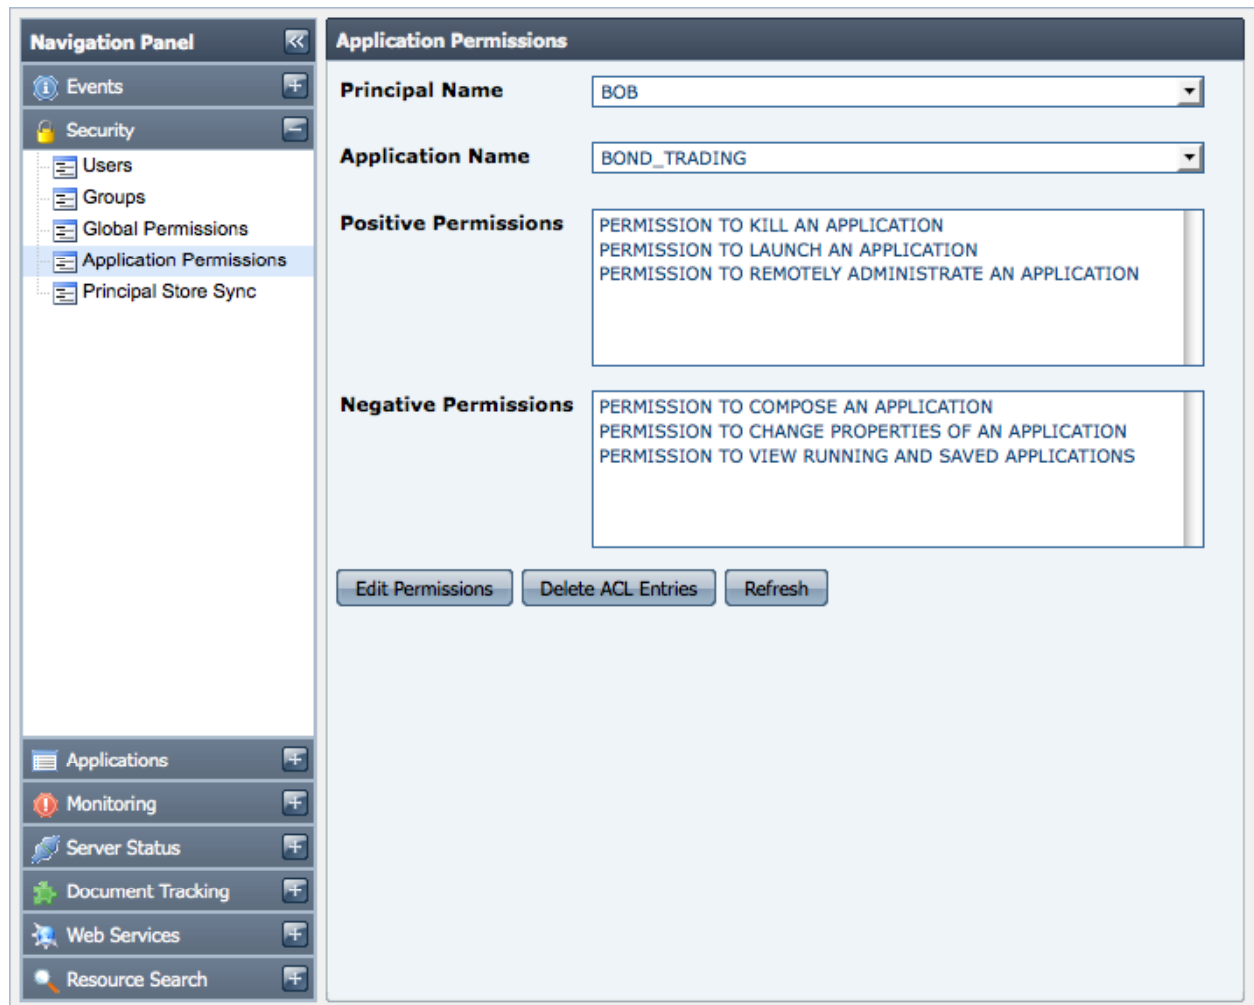 Navigation Panel
Events
Security
Users
Groups
Global Permissions
Application Permissions
Principal Store Sync
Applications
Monitoring
Server Status
Document Tracking
Web Services
Resource Search
Application Permissions
Principal Name
BOB
Application Name
BOND_TRADING
Positive Permissions
PERMISSION TO KILL AN APPLICATION
PERMISSION TO LAUNCH AN APPLICATION
PERMISSION TO REMOTELY ADMINISTRATE AN APPLICATION
Negative Permissions
PERMISSION TO COMPOSE AN APPLICATION
PERMISSION TO CHANGE PROPERTIES OF AN APPLICATION
PERMISSION TO VIEW RUNNING AND SAVED APPLICATIONS
Edit Permissions Delete ACL Entries Refresh